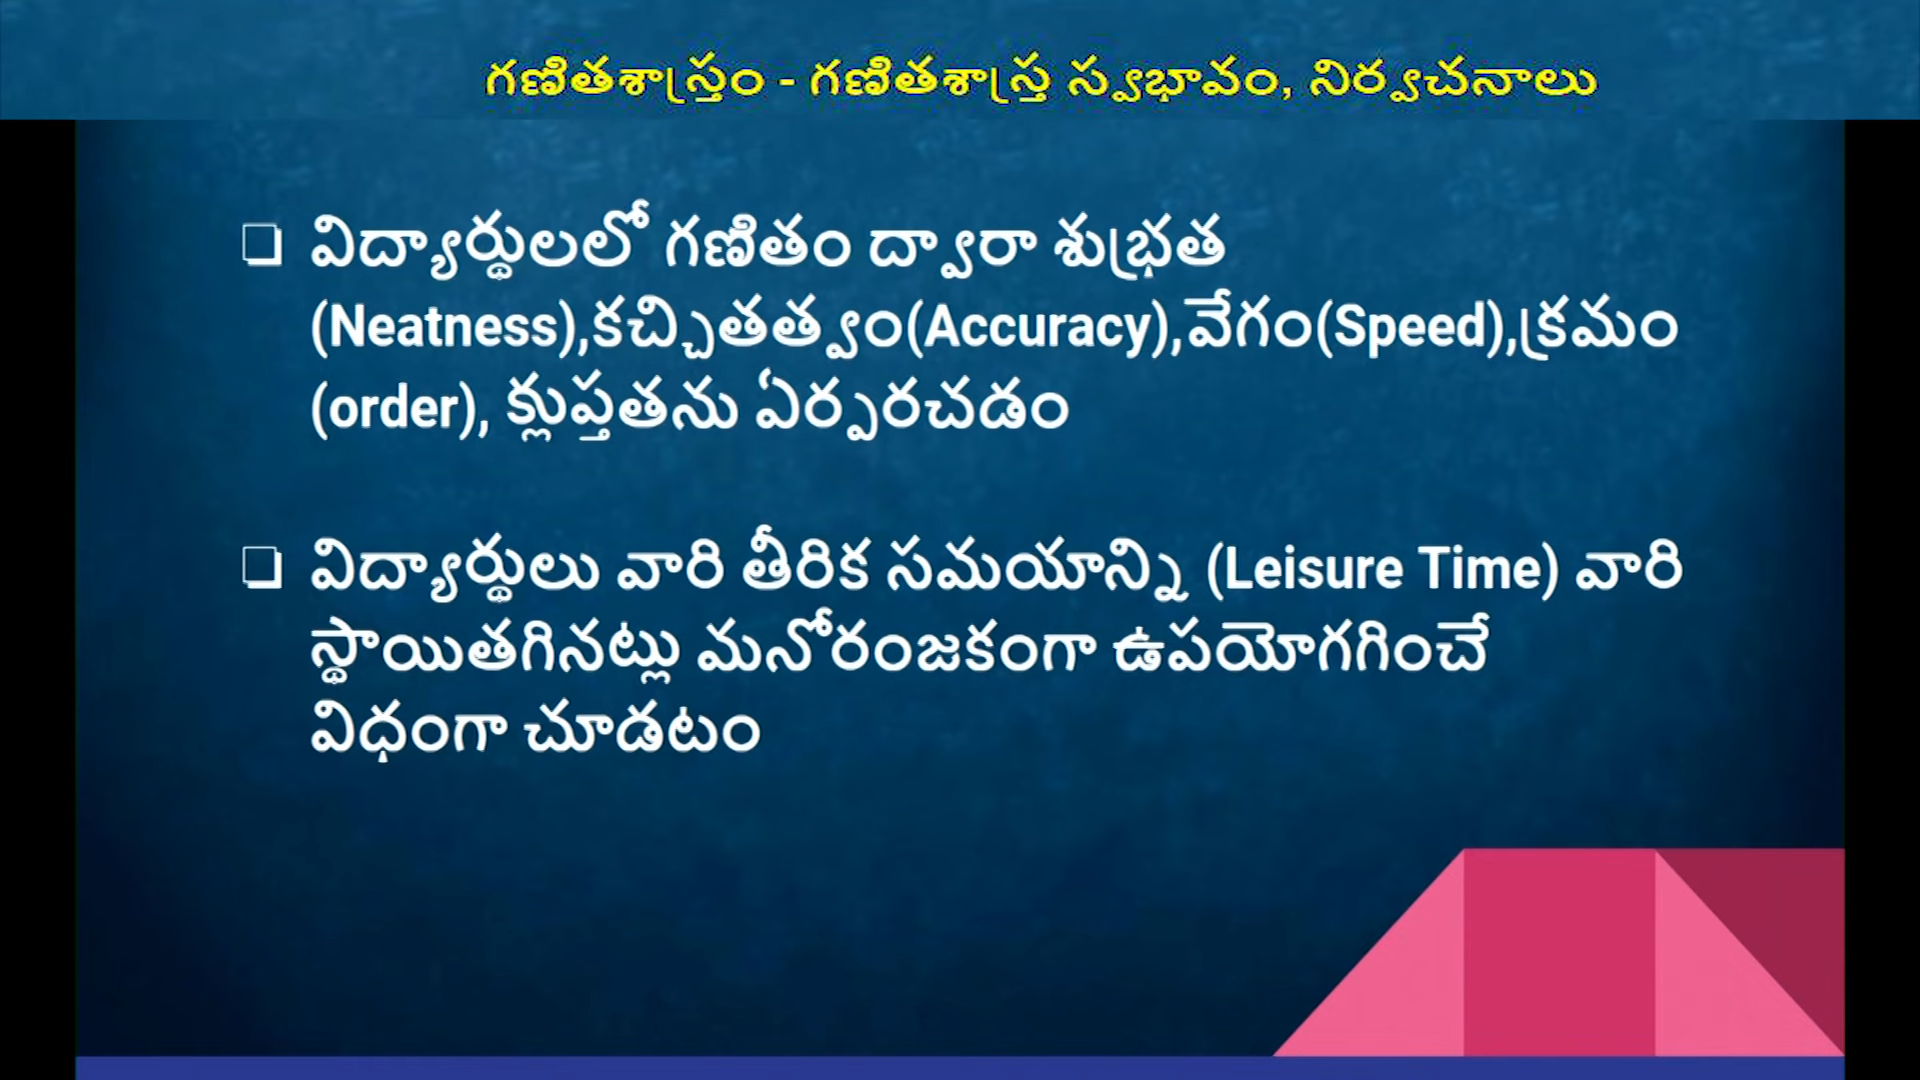 గణితశాస్త్రం - గణితశాస్త్ర స్వభావం, నిర్వచనాలు
❑ విద్యార్థులలో గణితం ద్వారా శుభ్రత
(Neatness),కచ్చితత్వం(Accuracy),వేగం(Speed),క్రమం
(order), క్లుప్తతను ఏర్పరచడం
❑ విద్యార్థులు వారి తీరిక సమయాన్ని (Leisure Time) వారి
స్థాయితగినట్లు మనోరంజకంగా ఉపయోగగించే
విధంగా చూడటం